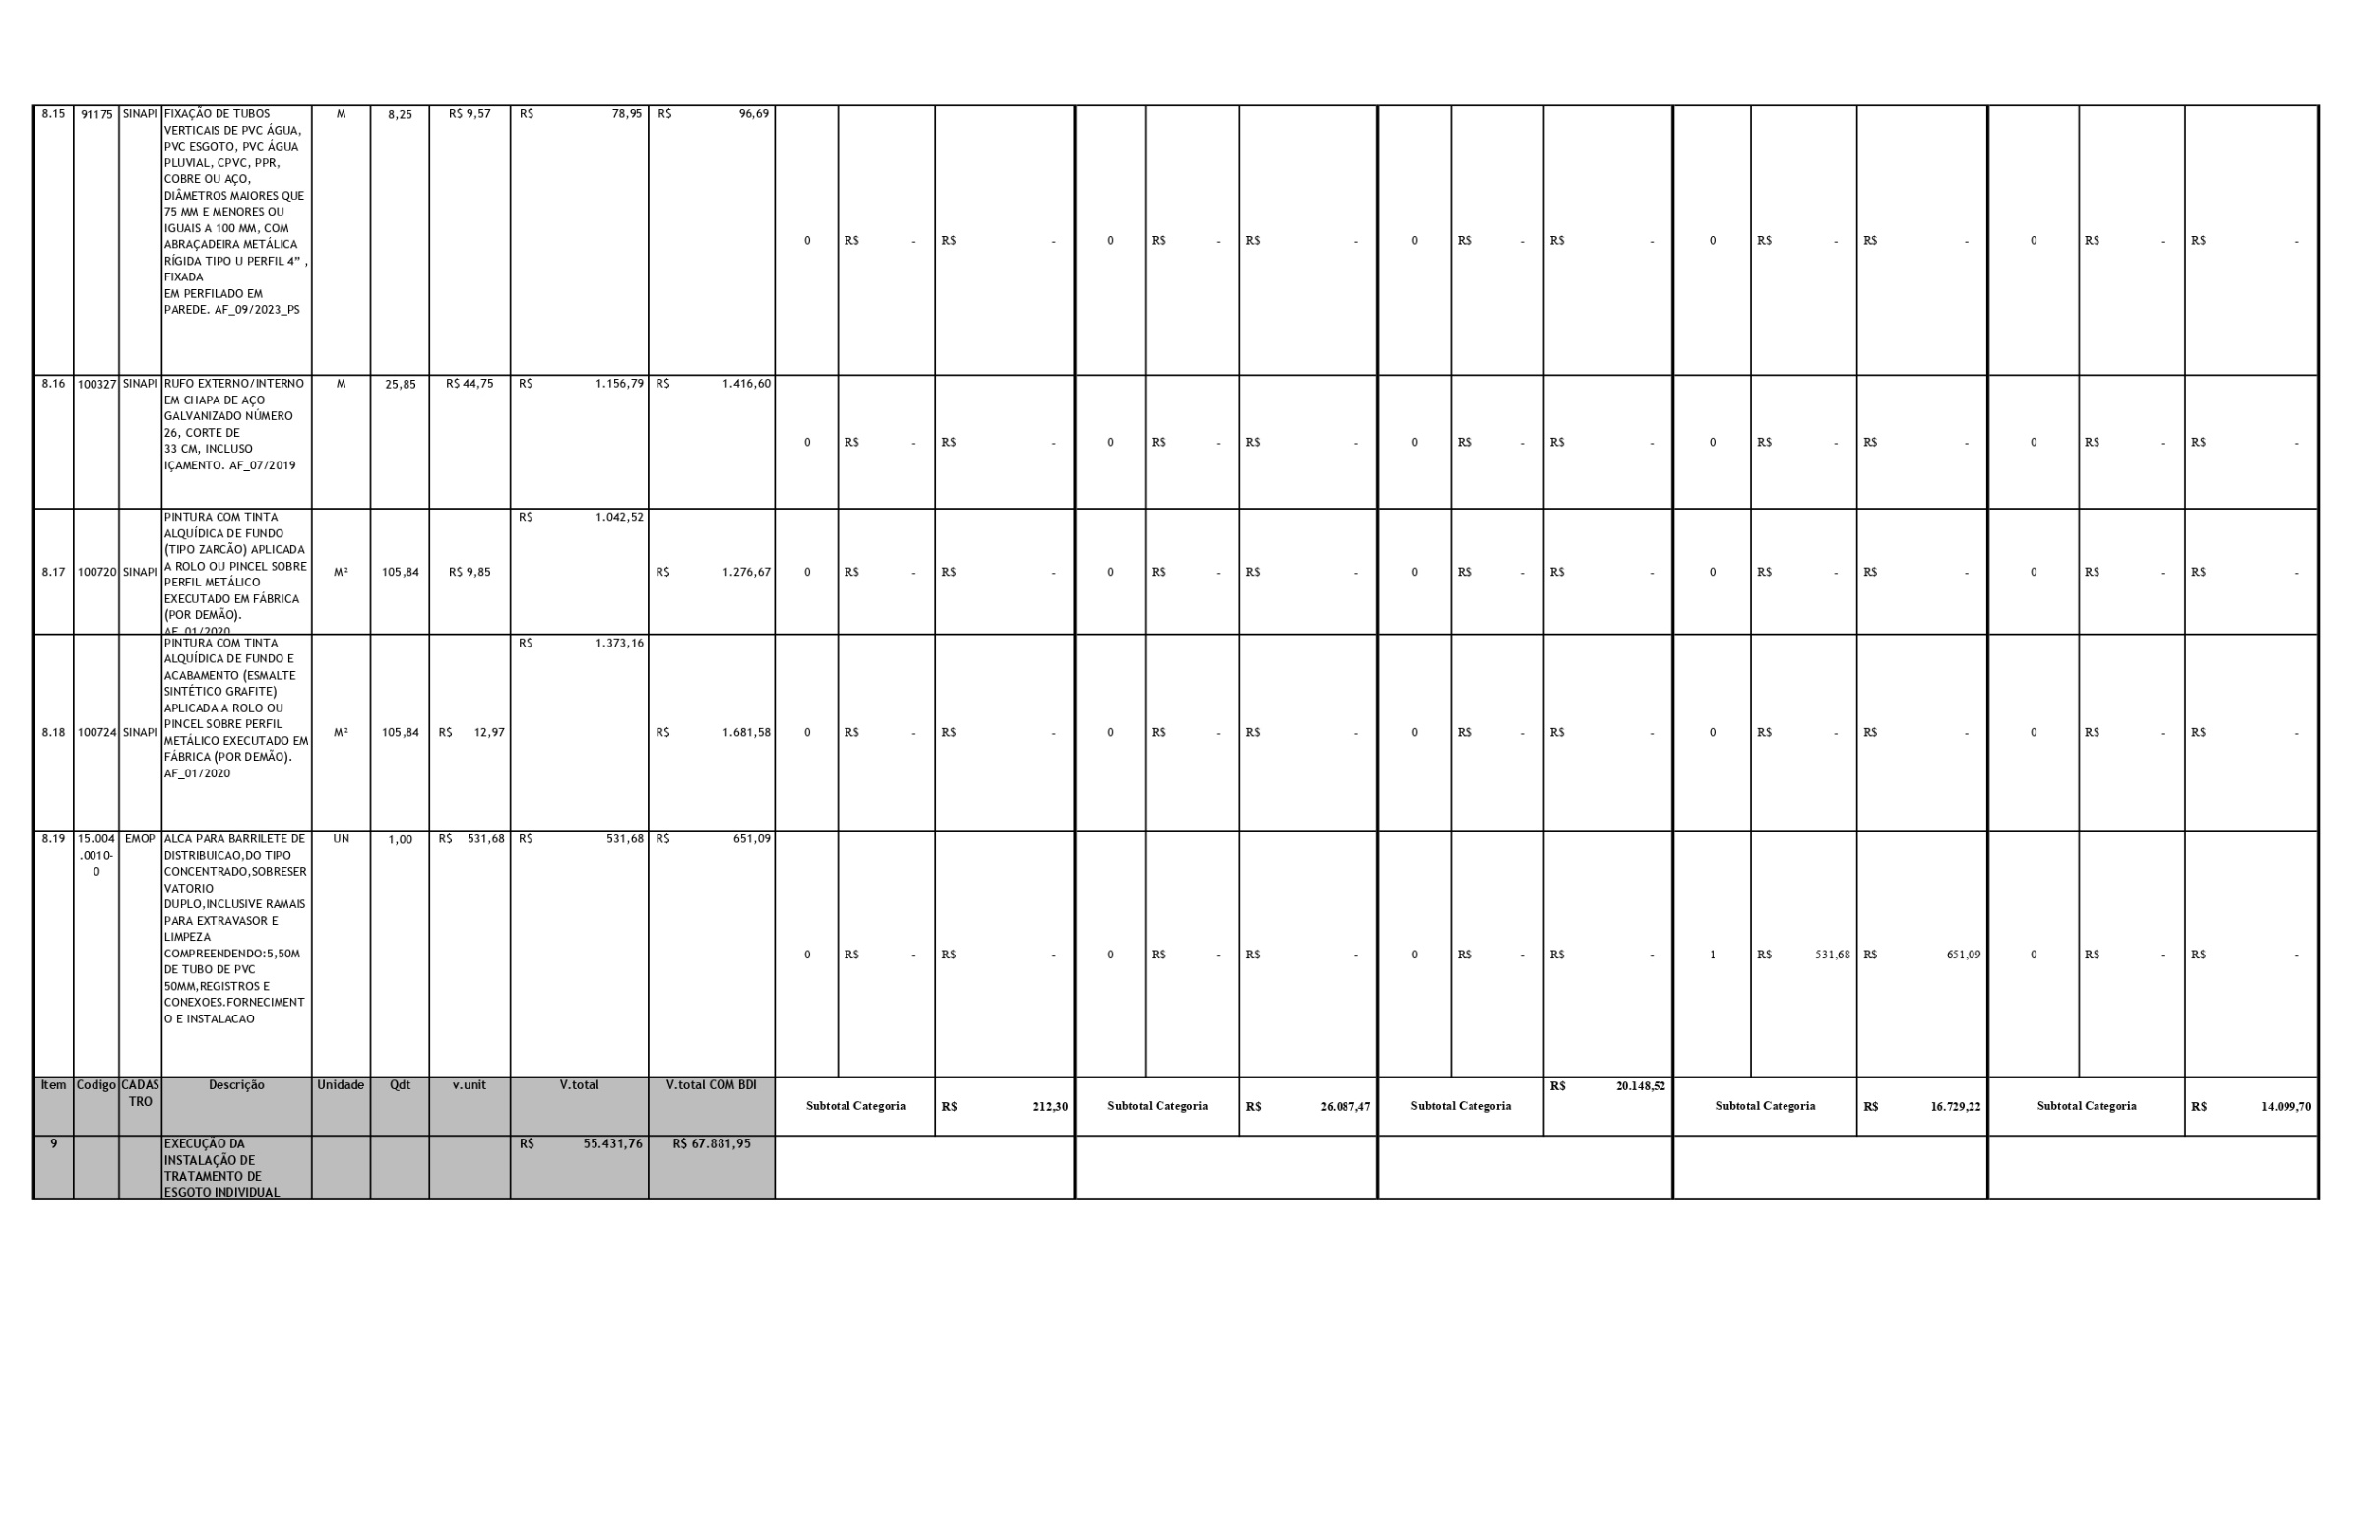 8.15 91175 SINAPI FIXAÇÃO DE TUBOS M 8,25 R$ 9,57 R$ 78,95 R$ 96,69
VERTICAIS DE PVC ÁGUA,
PVC ESGOTO, PVC ÁGUA
PLUVIAL, CPVC, PPR,
COBRE OU AÇO,
DIÂMETROS MAIORES QUE
75 MM E MENORES OU
IGUAIS A 100 MM, COM
ABRAÇADEIRA METÁLICA
RÍGIDA TIPO U PERFIL 4” ,
FIXADA
EM PERFILADO EM
PAREDE. AF_09/2023_PS
0 R$ - R$ - 0 R$ - R$ - 0 R$ - R$ - 0 R$ - R$ - 0 R$ - R$ -
8.16 100327 SINAPI RUFO EXTERNO/INTERNO M 25,85 R$ 44,75 R$ 1.156,79 R$ 1.416,60
EM CHAPA DE AÇO
GALVANIZADO NÚMERO
26, CORTE DE
33 CM, INCLUSO
IÇAMENTO. AF_07/2019
0 R$ - R$ - 0 R$ - R$ - 0 R$ - R$ - 0 R$ - R$ - 0 R$ - R$ -
PINTURA COM TINTA R$ 1.042,52
ALQUÍDICA DE FUNDO
(TIPO ZARCÃO) APLICADA
8.17 100720 SINAPI A ROLO OU PINCEL SOBRE M² 105,84 R$ 9,85 R$ 1.276,67 0 R$ - R$ - 0 R$ - R$ - 0 R$ - R$ - 0 R$ - R$ - 0 R$ - R$ -
PERFIL METÁLICO
EXECUTADO EM FÁBRICA
(POR DEMÃO).
AF_01/2020
PINTURA COM TINTA R$ 1.373,16
ALQUÍDICA DE FUNDO E
ACABAMENTO (ESMALTE
SINTÉTICO GRAFITE)
APLICADA A ROLO OU
PINCEL SOBRE PERFIL
8.18 100724 SINAPI METÁLICO EXECUTADO EM M² 105,84 R$ 12,97 R$ 1.681,58 0 R$ - R$ - 0 R$ - R$ - 0 R$ - R$ - 0 R$ - R$ - 0 R$ - R$ -
FÁBRICA (POR DEMÃO).
AF_01/2020
8.19 15.004 EMOP ALCA PARA BARRILETE DE UN 1,00 R$ 531,68 R$ 531,68 R$ 651,09
.0010- DISTRIBUICAO,DO TIPO
0 CONCENTRADO,SOBRESER
VATORIO
DUPLO,INCLUSIVE RAMAIS
PARA EXTRAVASOR E
LIMPEZA
COMPREENDENDO:5,50M
DE TUBO DE PVC
50MM,REGISTROS E
CONEXOES.FORNECIMENT
O E INSTALACAO
0 R$ - R$ - 0 R$ - R$ - 0 R$ - R$ - 1 R$ 531,68 R$ 651,09 0 R$ - R$ -
Item Codigo CADAS Descrição Unidade Qdt v.unit V.total V.total COM BDI R$ 20.148,52
TRO Subtotal Categoria R$ 212,30 Subtotal Categoria R$ 26.087,47 Subtotal Categoria Subtotal Categoria R$ 16.729,22 Subtotal Categoria R$ 14.099,70
9 EXECUÇÃO DA R$ 55.431,76 R$ 67.881,95
INSTALAÇÃO DE
TRATAMENTO DE
ESGOTO INDIVIDUAL